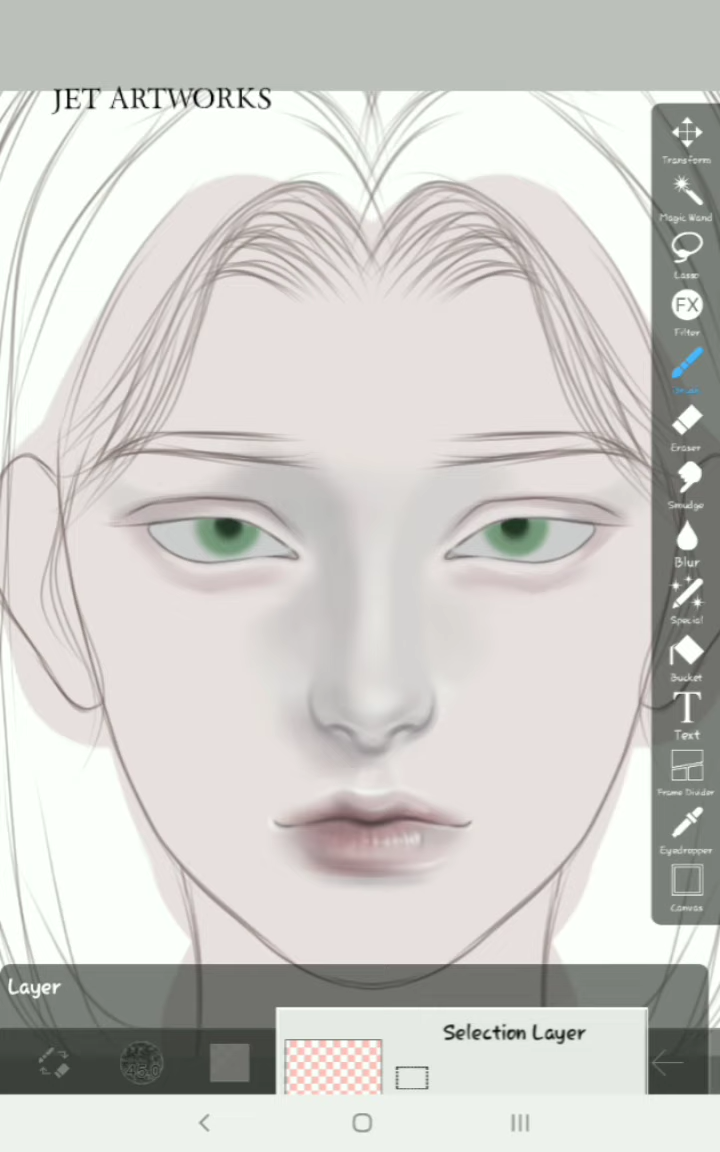 JET ARTWORKS
Transform
Magic Wand
Lasso
FX
Filter
Eraser
Smudge
Blur
Special
Bucket
T
Text
Frame Divider
Eyedropper
Canvas
Layer
Selection Layer